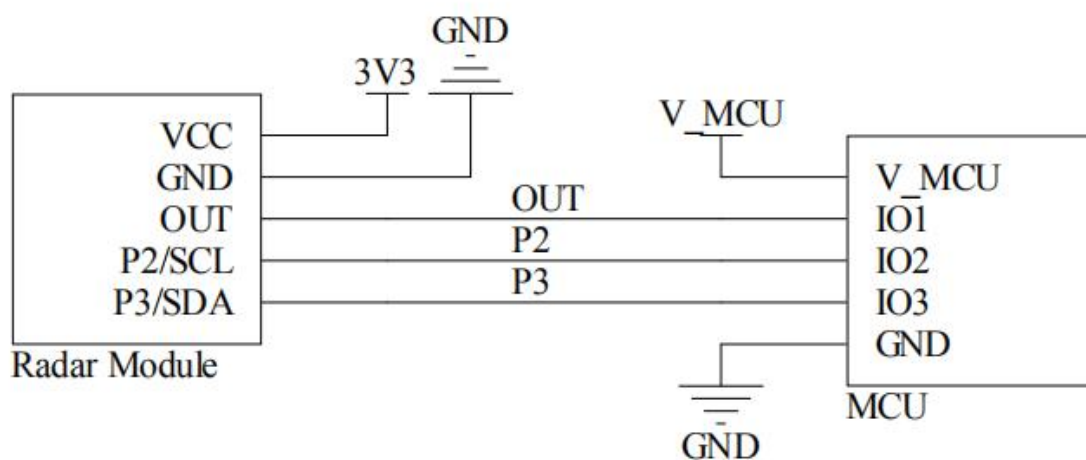 GND
3V3
V_MCU
VCC
GND
OUT
P2/SCL
P3/SDA
Radar Module
OUT
P2
P3
V_MCU
IO1
IO2
IO3
GND
MCU
GND